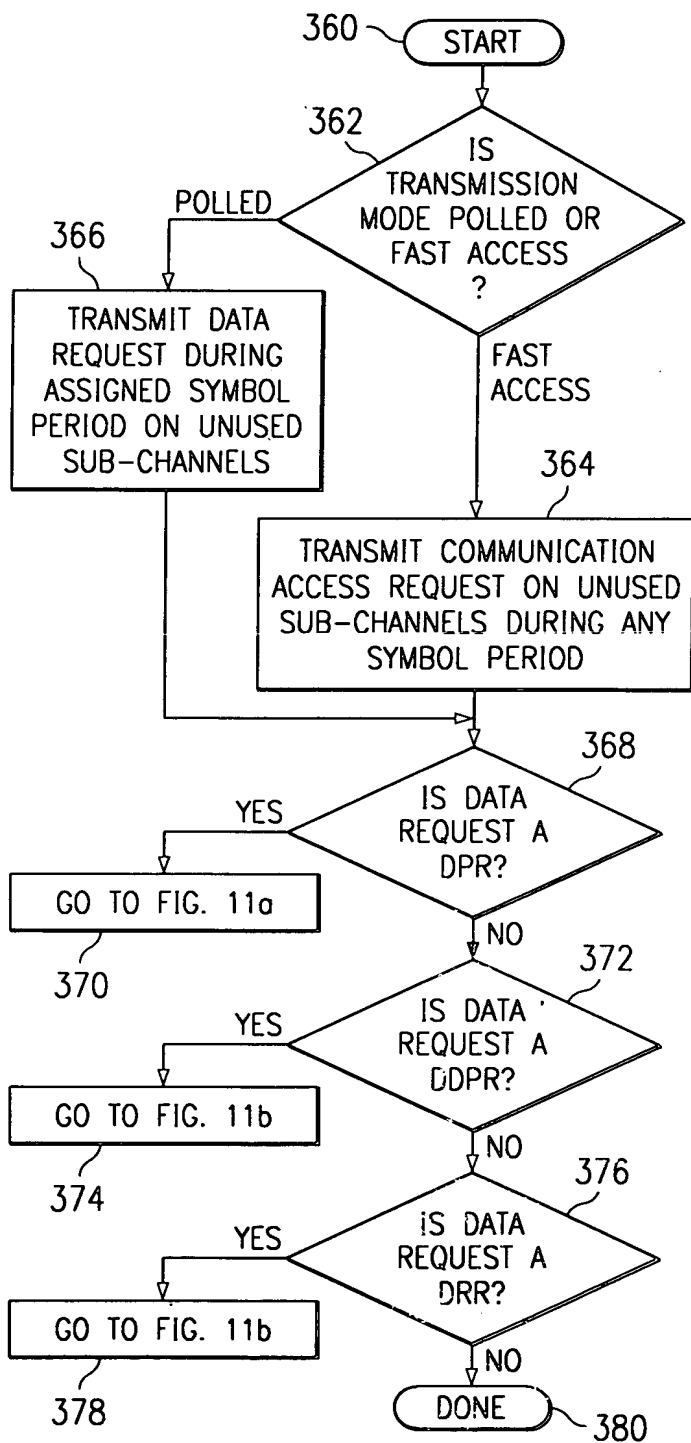 360
START
362
IS
TRANSMISSION
MODE POLLED OR
FAST ACCESS
?
POLLED
366
TRANSMIT DATA
REQUEST DURING
ASSIGNED SYMBOL
PERIOD ON UNUSED
SUB-CHANNELS
FAST
ACCESS
364
TRANSMIT COMMUNICATION
ACCESS REQUEST ON UNUSED
SUB-CHANNELS DURING ANY
SYMBOL PERIOD
368
IS DATA
REQUEST A
DPR?
YES
GO TO FIG. 11a
370
NO
372
IS DATA
REQUEST A
DDPR?
YES
GO TO FIG. 11b
374
NO
376
IS DATA
REQUEST A
DRR?
YES
GO TO FIG. 11b
378
NO
DONE
380